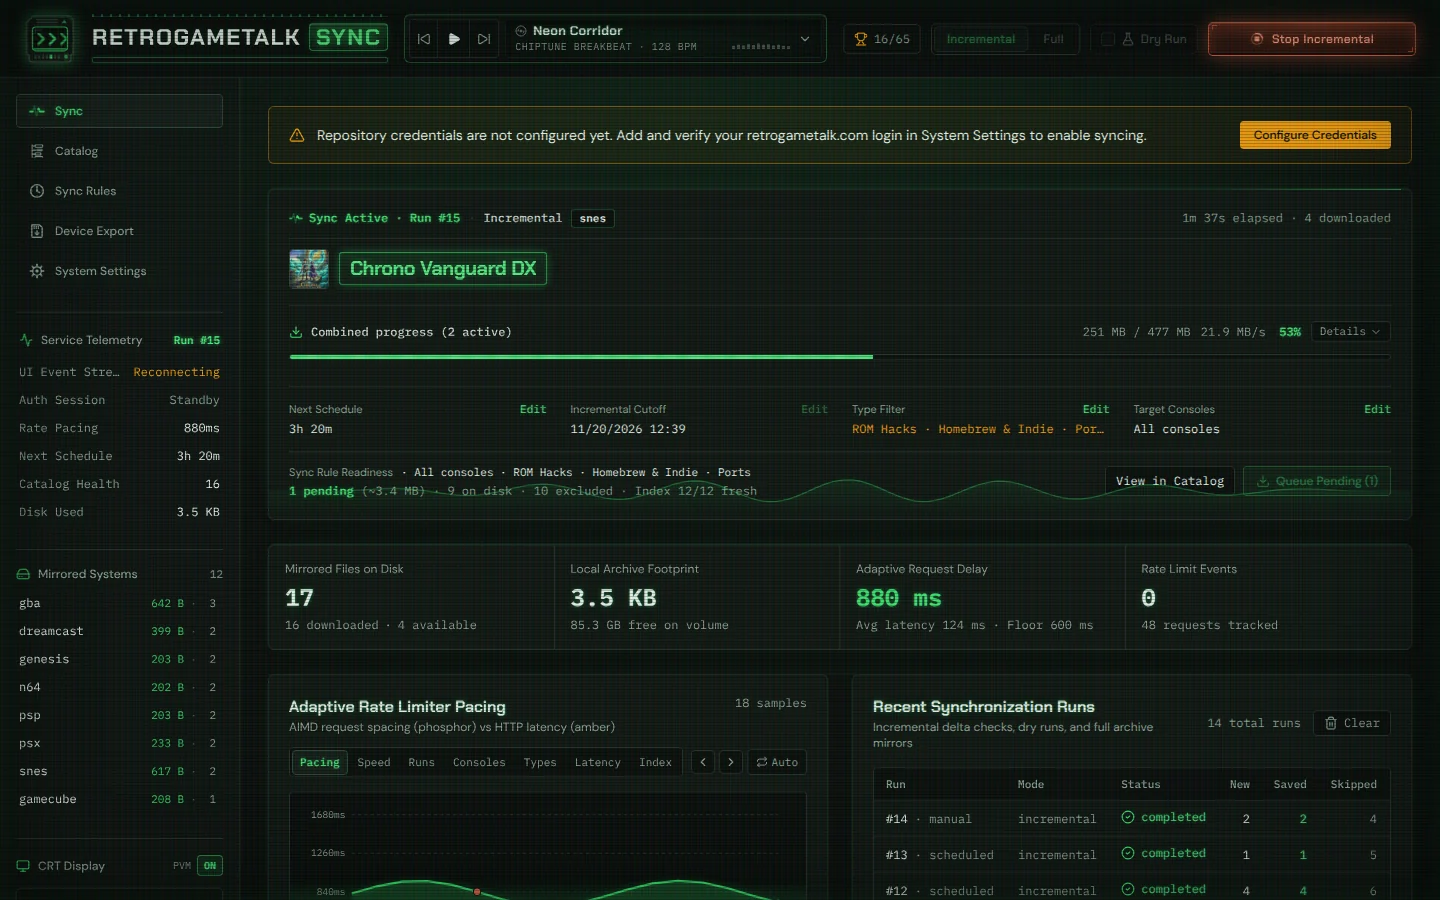 RETROGAMETALK SYNC
Neon Corridor
CHIPTUNE BREAKBEAT · 128 BPM
16/65
Incremental
Full
Dry Run
Stop Incremental
Sync
Catalog
Sync Rules
Device Export
System Settings
Service Telemetry Run #15
UI Event Stre… Reconnecting
Auth Session Standby
Rate Pacing 880ms
Next Schedule 3h 20m
Catalog Health 16
Disk Used 3.5 KB
Mirrored Systems 12
gba 642 B · 3
dreamcast 399 B · 2
genesis 203 B · 2
n64 202 B · 2
psp 203 B · 2
psx 233 B · 2
snes 617 B · 2
gamecube 208 B · 1
CRT Display PVM ON
Repository credentials are not configured yet. Add and verify your retrogametalk.com login in System Settings to enable syncing.
Configure Credentials
Sync Active · Run #15 · Incremental snes
1m 37s elapsed · 4 downloaded
Chrono Vanguard DX
Combined progress (2 active)
251 MB / 477 MB 21.9 MB/s 53% Details
Next Schedule Edit
3h 20m
Incremental Cutoff Edit
11/20/2026 12:39
Type Filter Edit
ROM Hacks · Homebrew & Indie · Por…
Target Consoles Edit
All consoles
Sync Rule Readiness · All consoles · ROM Hacks · Homebrew & Indie · Ports
1 pending (~3.4 MB) · 9 on disk · 10 excluded · Index 12/12 fresh
View in Catalog
Queue Pending (1)
Mirrored Files on Disk
17
16 downloaded · 4 available
Local Archive Footprint
3.5 KB
85.3 GB free on volume
Adaptive Request Delay
880 ms
Avg latency 124 ms · Floor 600 ms
Rate Limit Events
0
48 requests tracked
Adaptive Rate Limiter Pacing
18 samples
AIMD request spacing (phosphor) vs HTTP latency (amber)
Pacing Speed Runs Consoles Types Latency Index
Auto
1680ms
1260ms
840ms
Recent Synchronization Runs
Incremental delta checks, dry runs, and full archive
mirrors
14 total runs
Clear
Run Mode Status New Saved Skipped
#14 · manual incremental completed 2 2 4
#13 · scheduled incremental completed 1 1 5
#12 · scheduled incremental completed 4 4 6